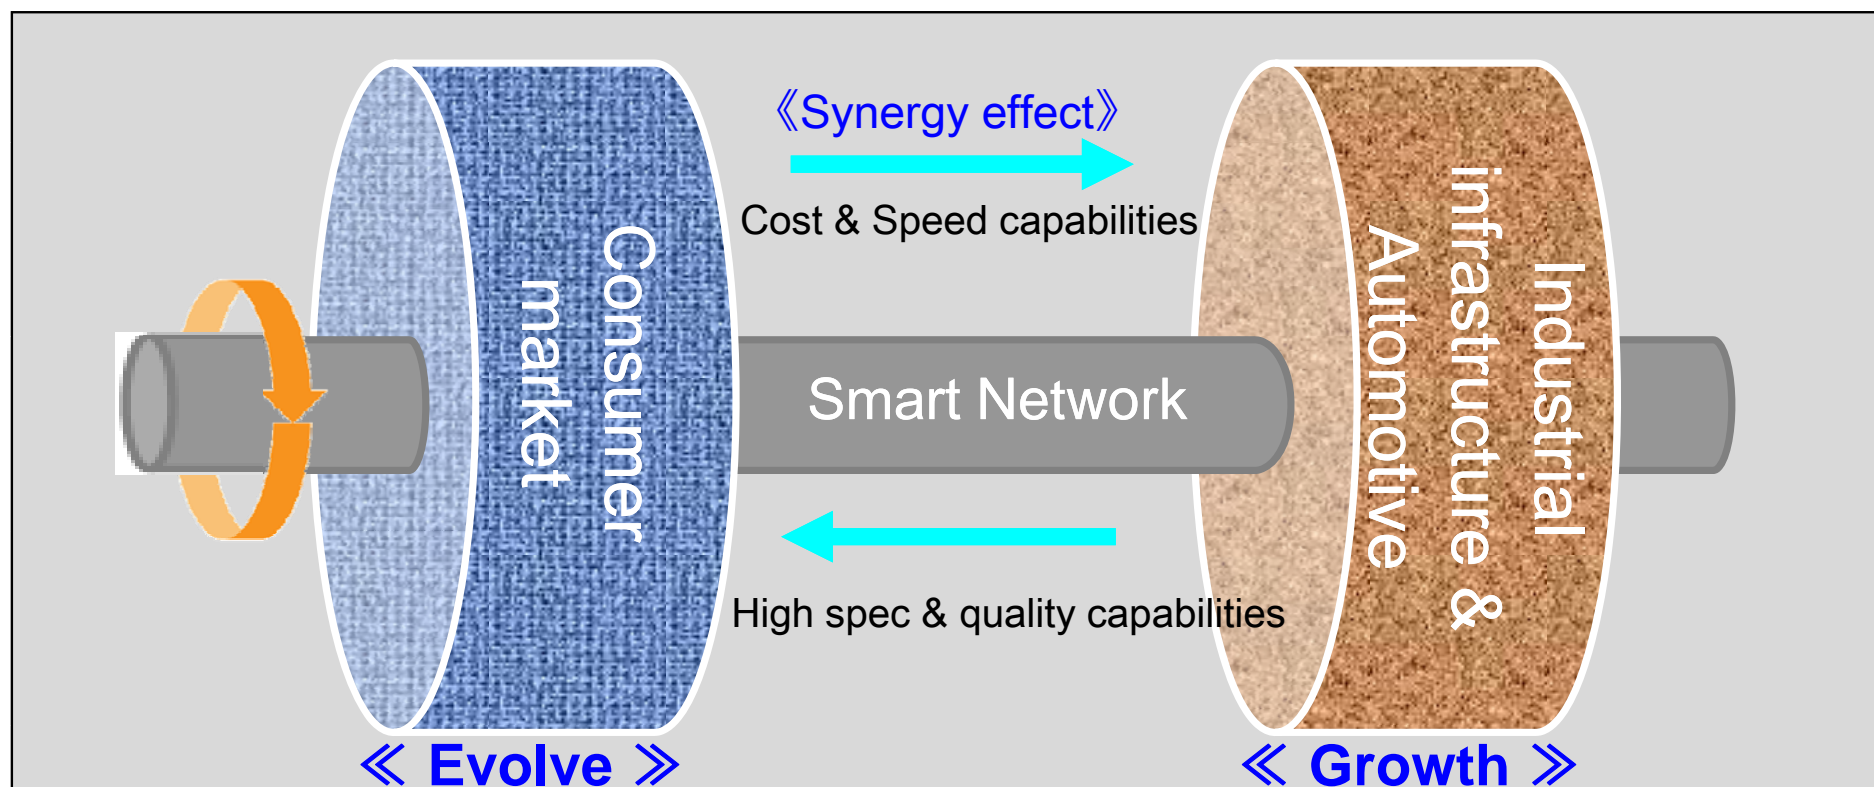 《Synergy effect》
Cost & Speed capabilities
Consumer
market
Smart Network
Industrial
infrastructure &
Automotive
High spec & quality capabilities
≪ Evolve ≫
≪ Growth ≫